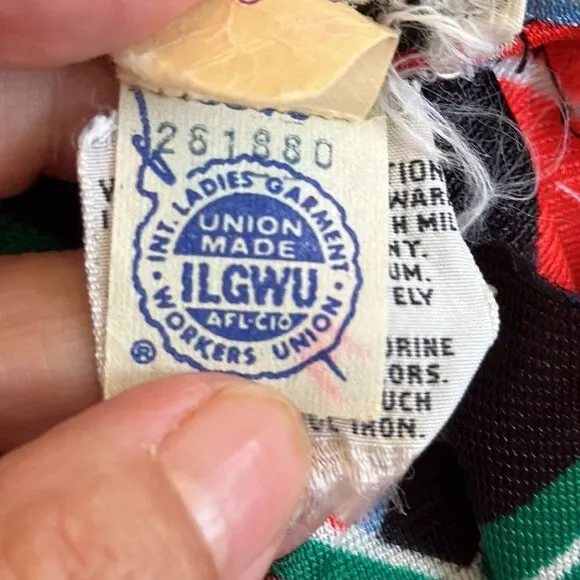 261880
INT. LADIES GARMENT
UNION
MADE
ILGWU
AFL-CIO
WORKERS UNION
®
TION
WAR
H MIL
NY.
UM.
ELY
RINE
ORS.
UCH
IRON.